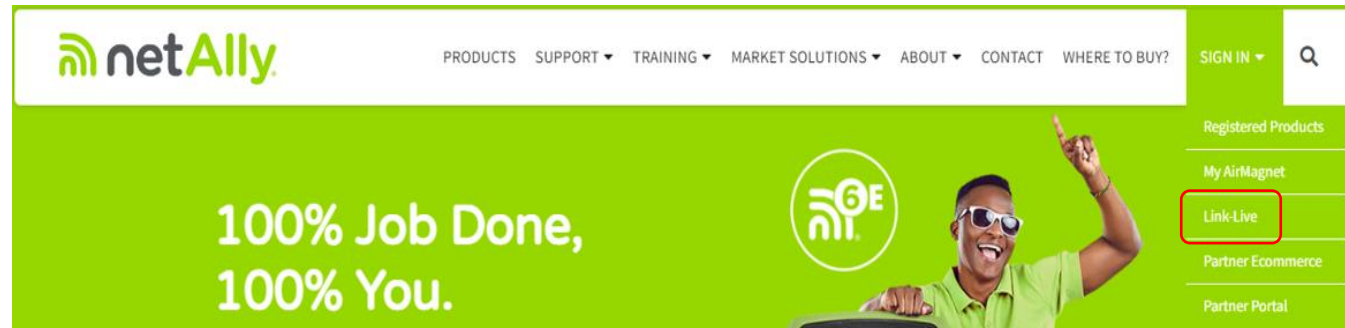 netAlly
PRODUCTS SUPPORT TRAINING MARKET SOLUTIONS ABOUT CONTACT WHERE TO BUY? SIGN IN
Registered Products
My AirMagnet
Link-Live
Partner Ecommerce
Partner Portal
6E
100% Job Done,
100% You.